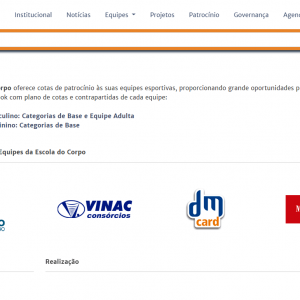 Institucional Notícias Equipes Projetos Patrocínio Governança Agen
orpo oferece cotas de patrocínio às suas equipes esportivas, proporcionando grande oportunidades p
ok com plano de cotas e contrapartidas de cada equipe:
culino: Categorias de Base e Equipe Adulta
inino: Categorias de Base
Equipes da Escola do Corpo
VINAC
consórcios
dm
card
Realização